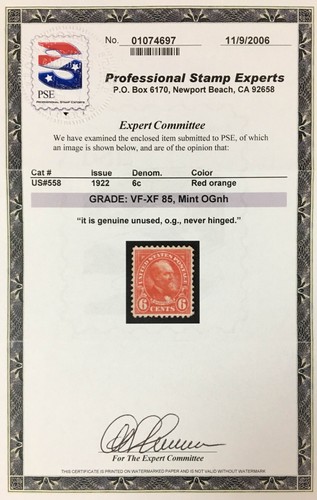 No. 01074697 11/9/2006
PSE
Professional Stamp Experts
P.O. Box 6170, Newport Beach, CA 92658
Expert Committee
We have examined the enclosed item submitted to PSE, of which
an image is shown below, and are of the opinion that:
Cat # Issue Denom. Color
US#558 1922 6c Red orange
GRADE: VF-XF 85, Mint OGnh
"it is genuine unused, o.g., never hinged."
UNITED STATES POSTAGE
6 6
CENTS
For The Expert Committee
THIS CERTIFICATE IS PRINTED ON WATERMARKED PAPER AND IS NOT VALID WITHOUT WATERMARK